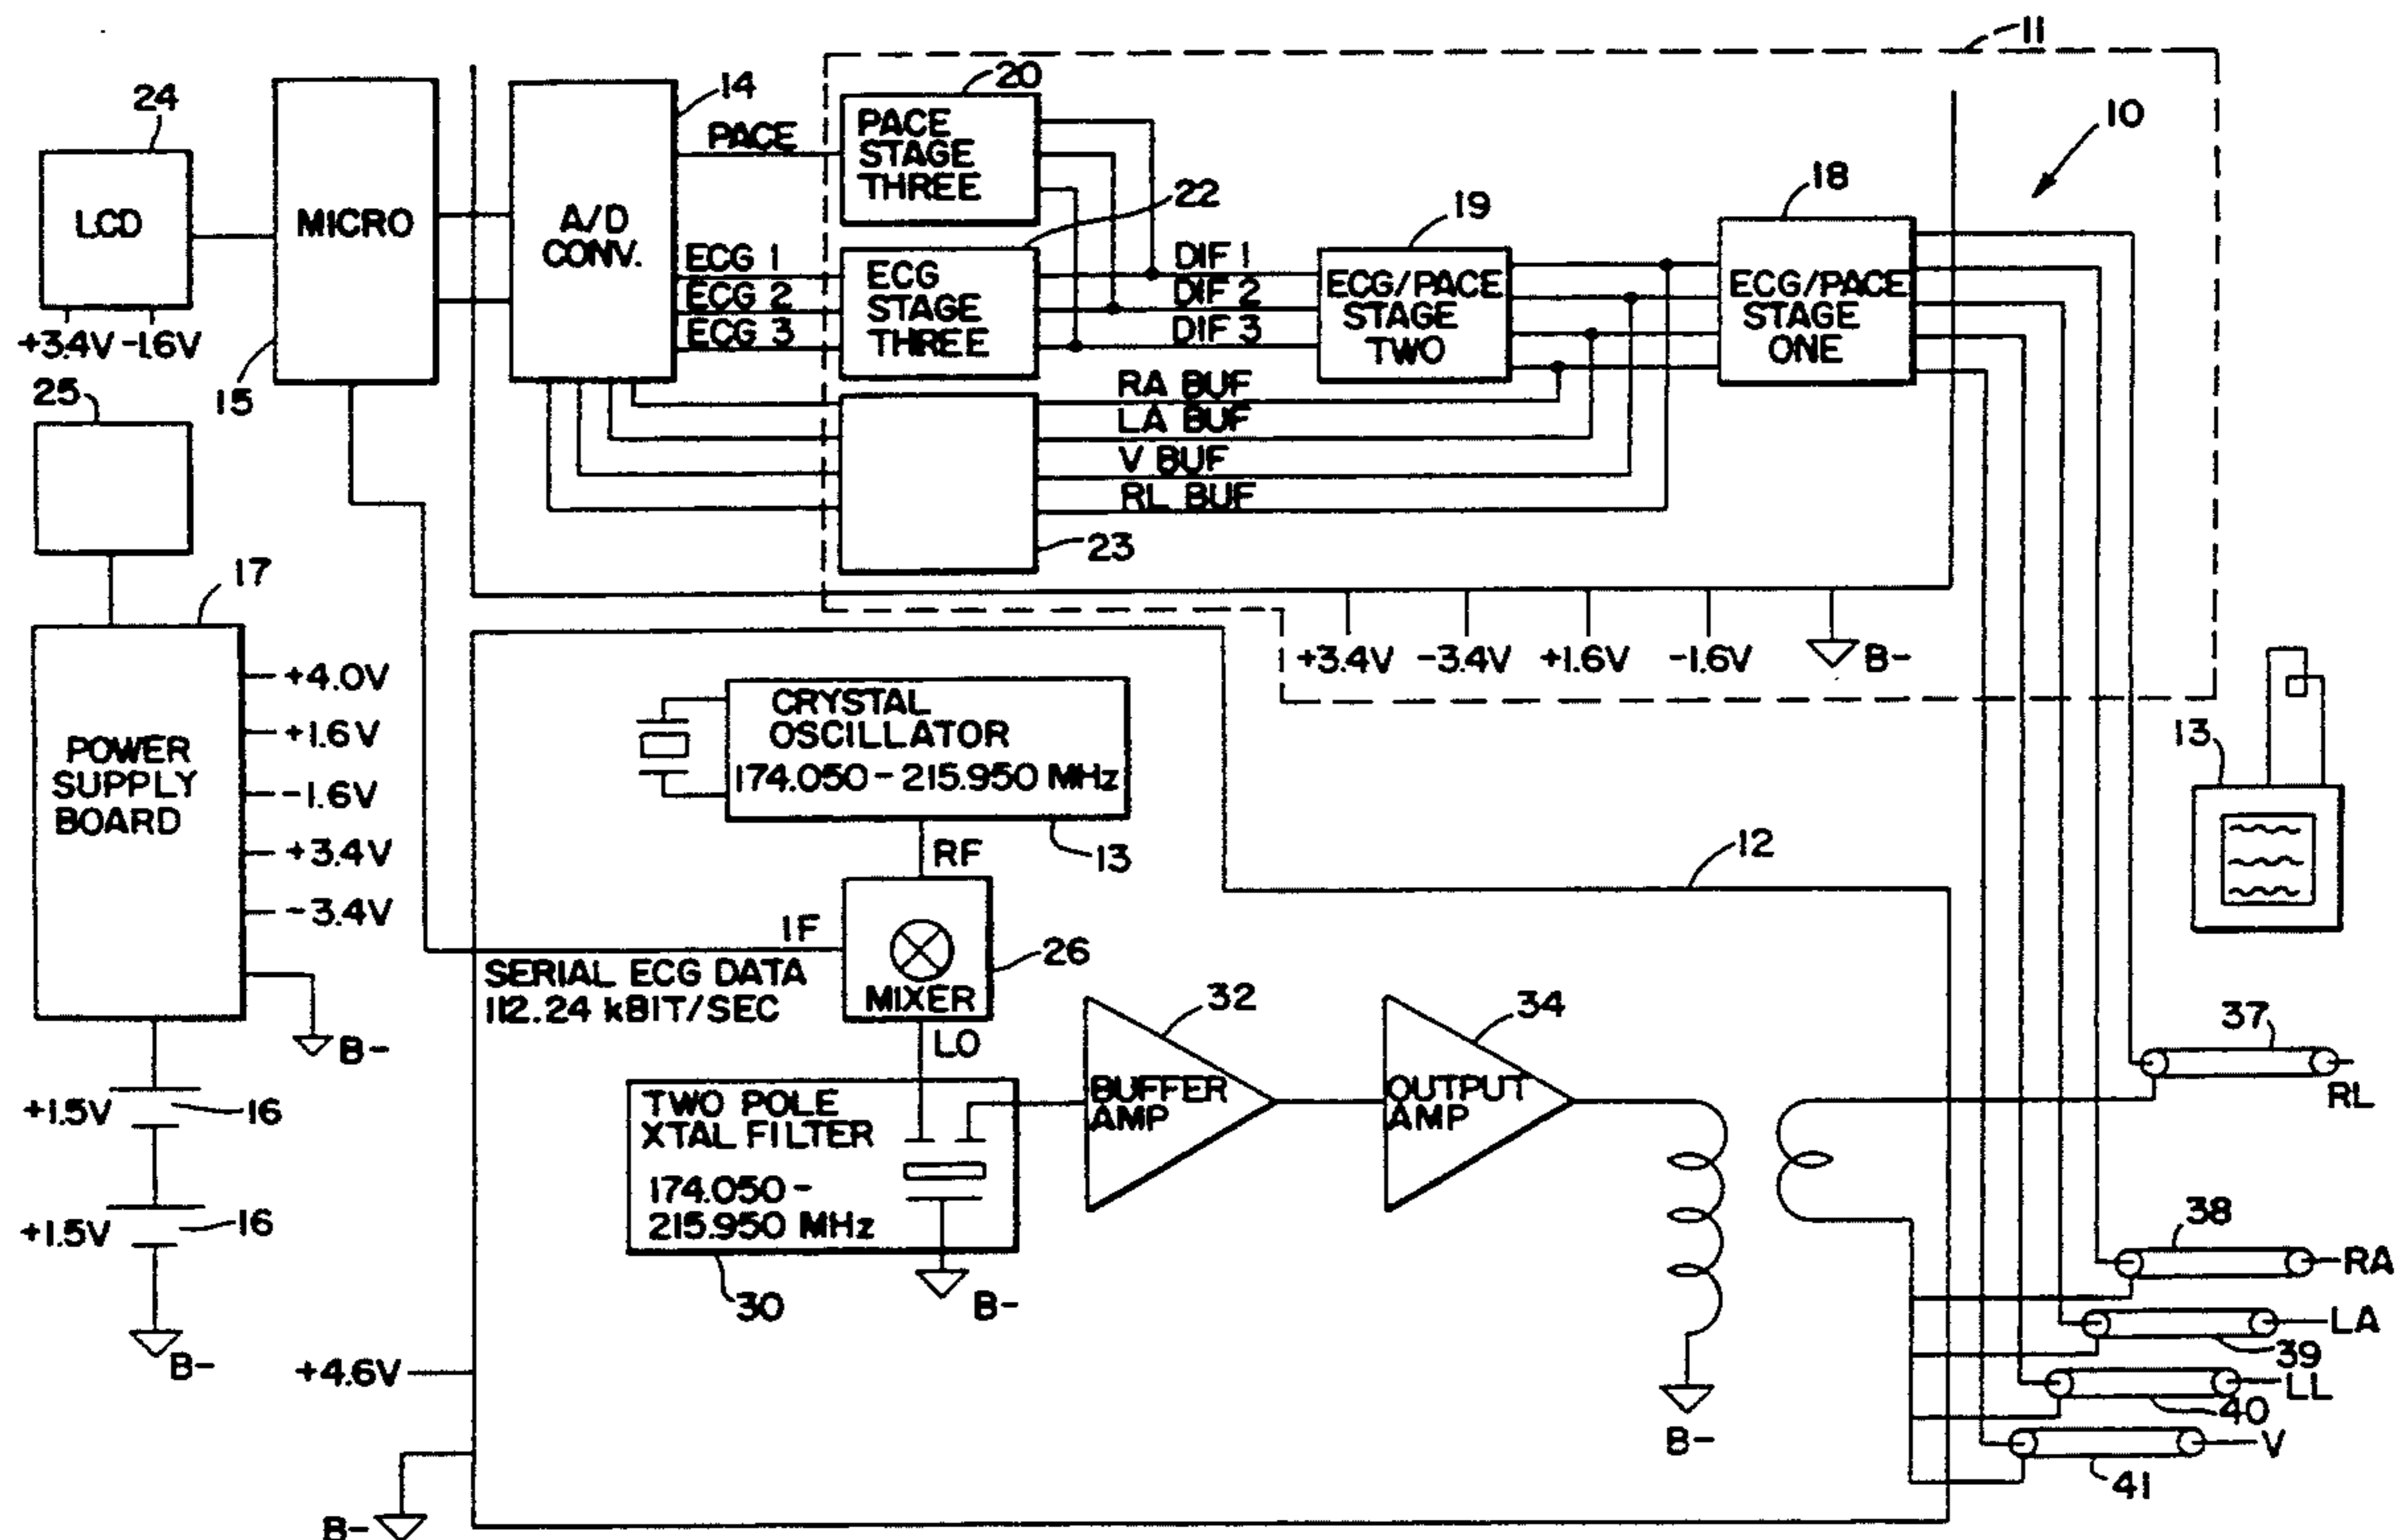 11
24
14
20
10
PACE
PACE
STAGE
THREE
22
18
LCD
MICRO
A/D
CONV.
19
+3.4V -1.6V
ECG 1
ECG 2
ECG 3
ECG
STAGE
THREE
DIF 1
DIF 2
DIF 3
ECG/PACE
STAGE
TWO
ECG/PACE
STAGE
ONE
15
25
RA BUF
LA BUF
V BUF
RL BUF
23
17
+3.4V -3.4V +1.6V -1.6V B-
POWER
SUPPLY
BOARD
+4.0V
+1.6V
-1.6V
+3.4V
-3.4V
B-
CRYSTAL
OSCILLATOR
174.050-215.950 MHz
13
RF
13
12
IF
SERIAL ECG DATA
112.24 kBIT/SEC
MIXER
26
LO
32
34
37
RL
+1.5V
16
+1.5V
16
B-
TWO POLE
XTAL FILTER
174.050-
215.950 MHz
30
B-
BUFFER
AMP
OUTPUT
AMP
38
RA
LA
39
LL
40
V
41
B-
+4.6V
B-